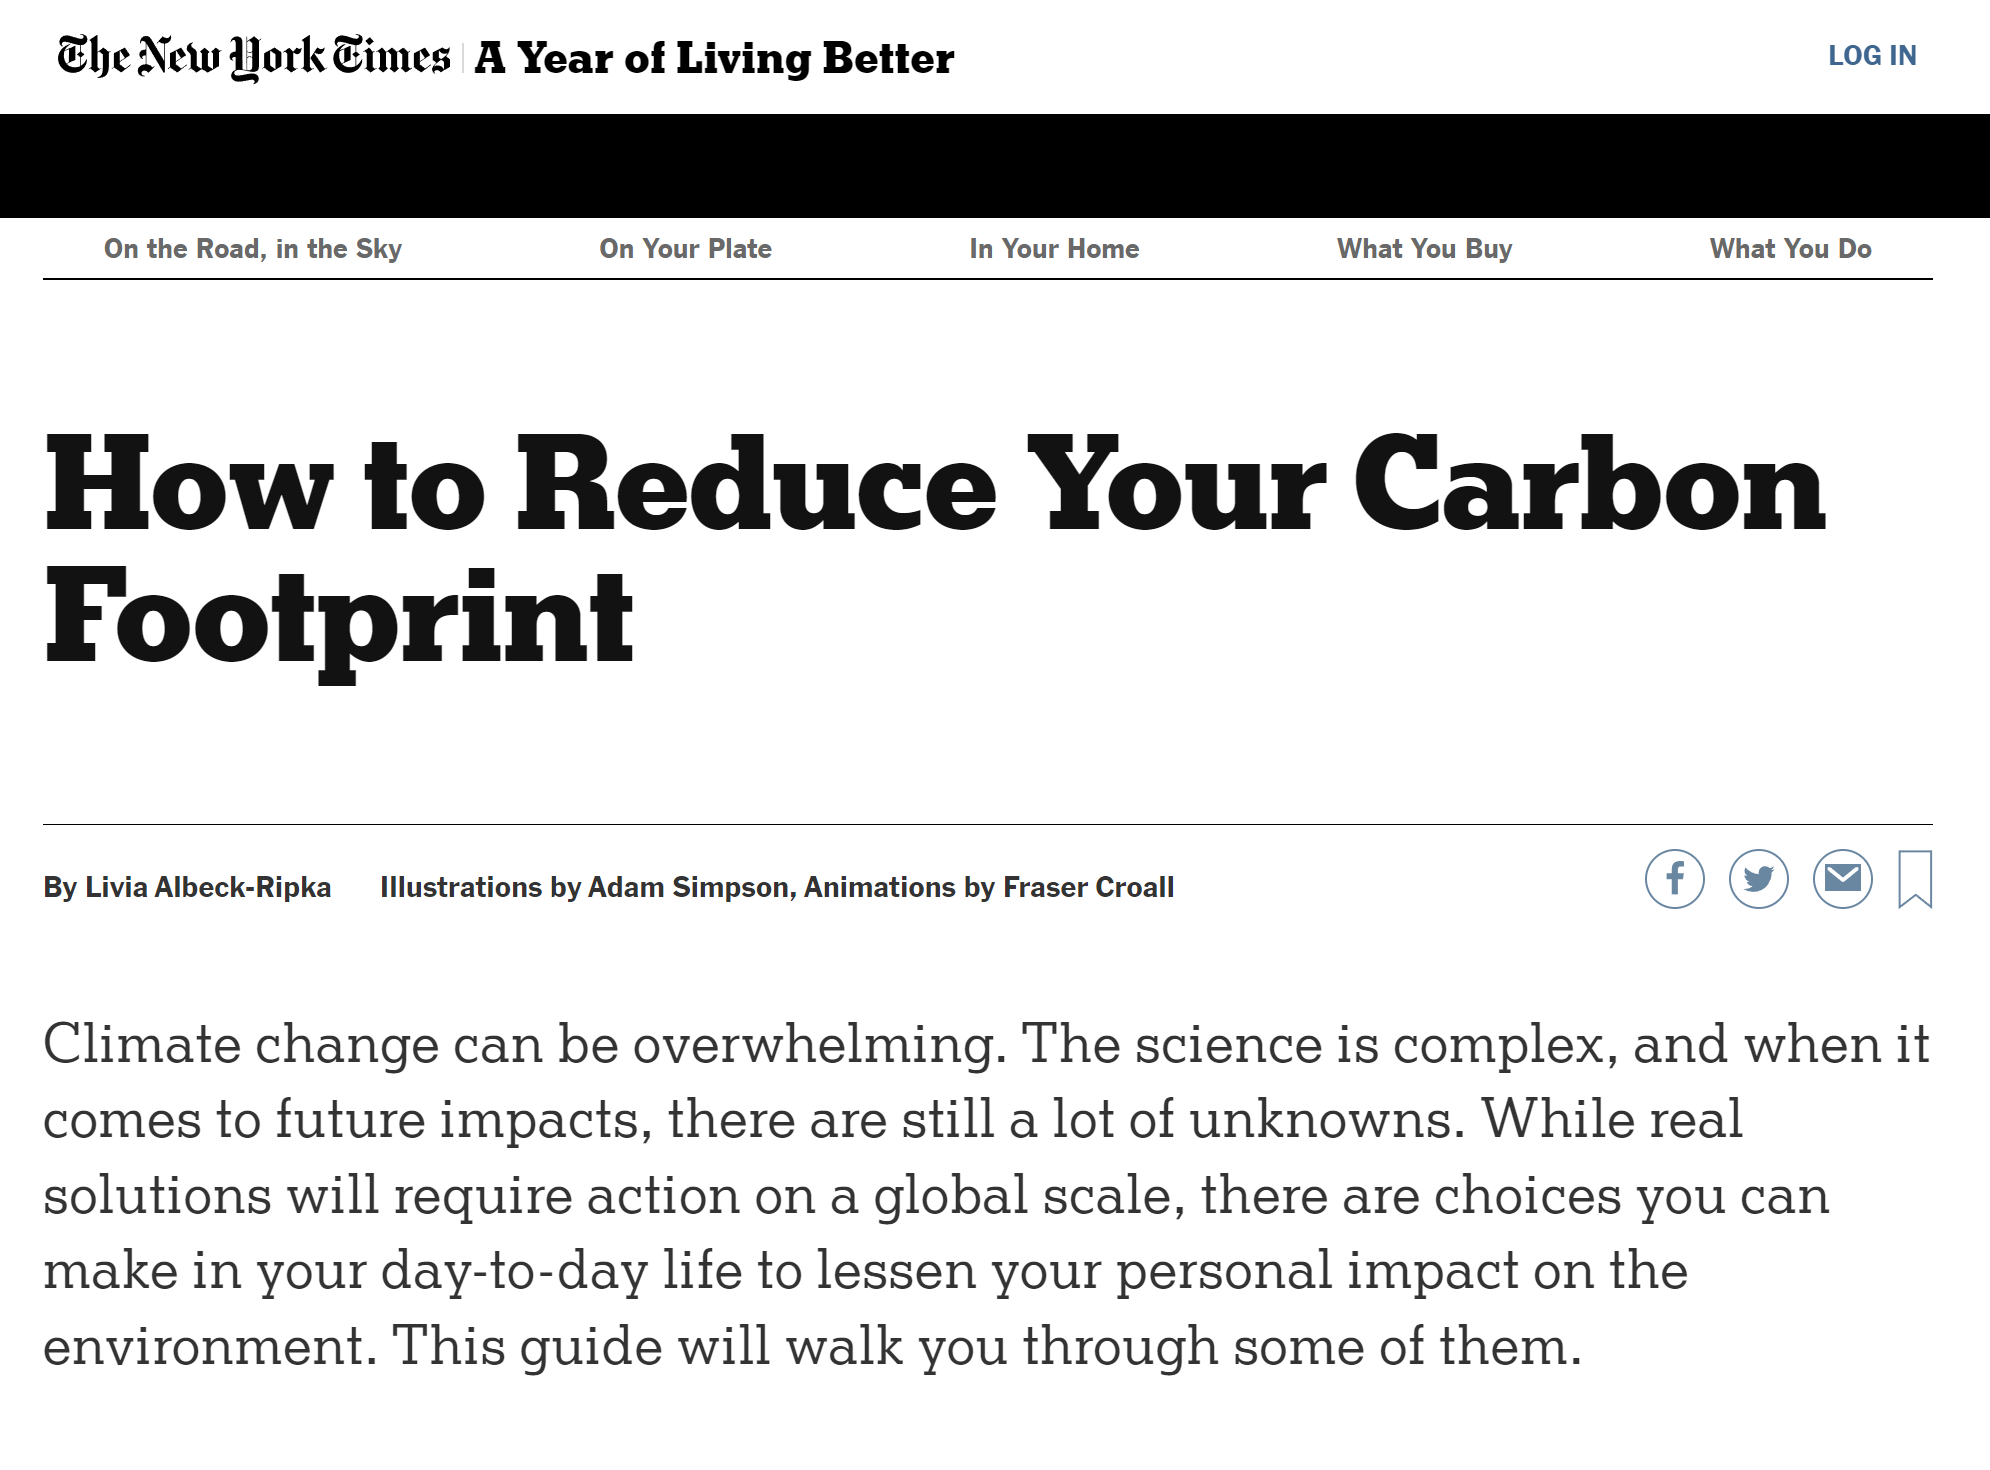 The New York Times | A Year of Living Better
LOG IN
On the Road, in the Sky On Your Plate In Your Home What You Buy What You Do
How to Reduce Your Carbon
Footprint
By Livia Albeck-Ripka Illustrations by Adam Simpson, Animations by Fraser Croall
Climate change can be overwhelming. The science is complex, and when it
comes to future impacts, there are still a lot of unknowns. While real
solutions will require action on a global scale, there are choices you can
make in your day-to-day life to lessen your personal impact on the
environment. This guide will walk you through some of them.